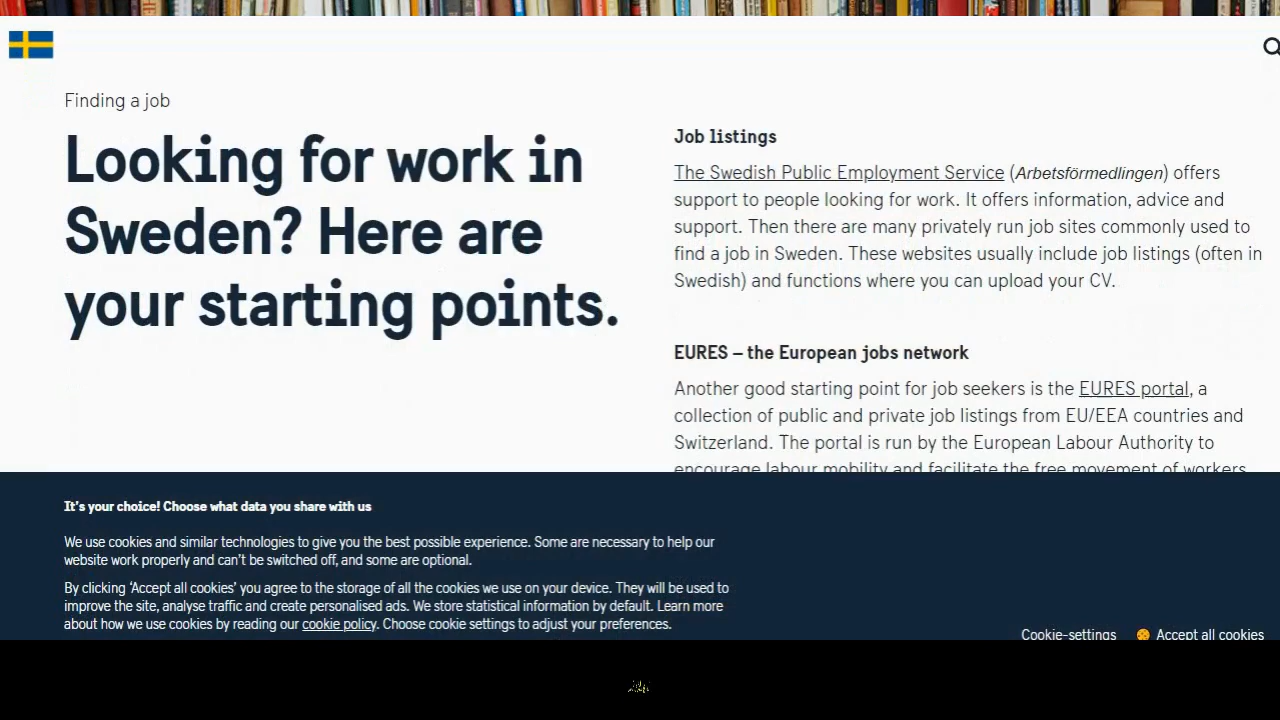 Finding a job
Looking for work in
Sweden? Here are
your starting points.
Job listings
The Swedish Public Employment Service (Arbetsförmedlingen) offers
support to people looking for work. It offers information, advice and
support. Then there are many privately run job sites commonly used to
find a job in Sweden. These websites usually include job listings (often in
Swedish) and functions where you can upload your CV.
EURES – the European jobs network
Another good starting point for job seekers is the EURES portal, a
collection of public and private job listings from EU/EEA countries and
Switzerland. The portal is run by the European Labour Authority to
encourage labour mobility and facilitate the free movement of workers
It's your choice! Choose what data you share with us
We use cookies and similar technologies to give you the best possible experience. Some are necessary to help our
website work properly and can't be switched off, and some are optional.
By clicking ‘Accept all cookies’ you agree to the storage of all the cookies we use on your device. They will be used to
improve the site, analyse traffic and create personalised ads. We store statistical information by default. Learn more
about how we use cookies by reading our cookie policy. Choose cookie settings to adjust your preferences.
Cookie-settings
Accept all cookies